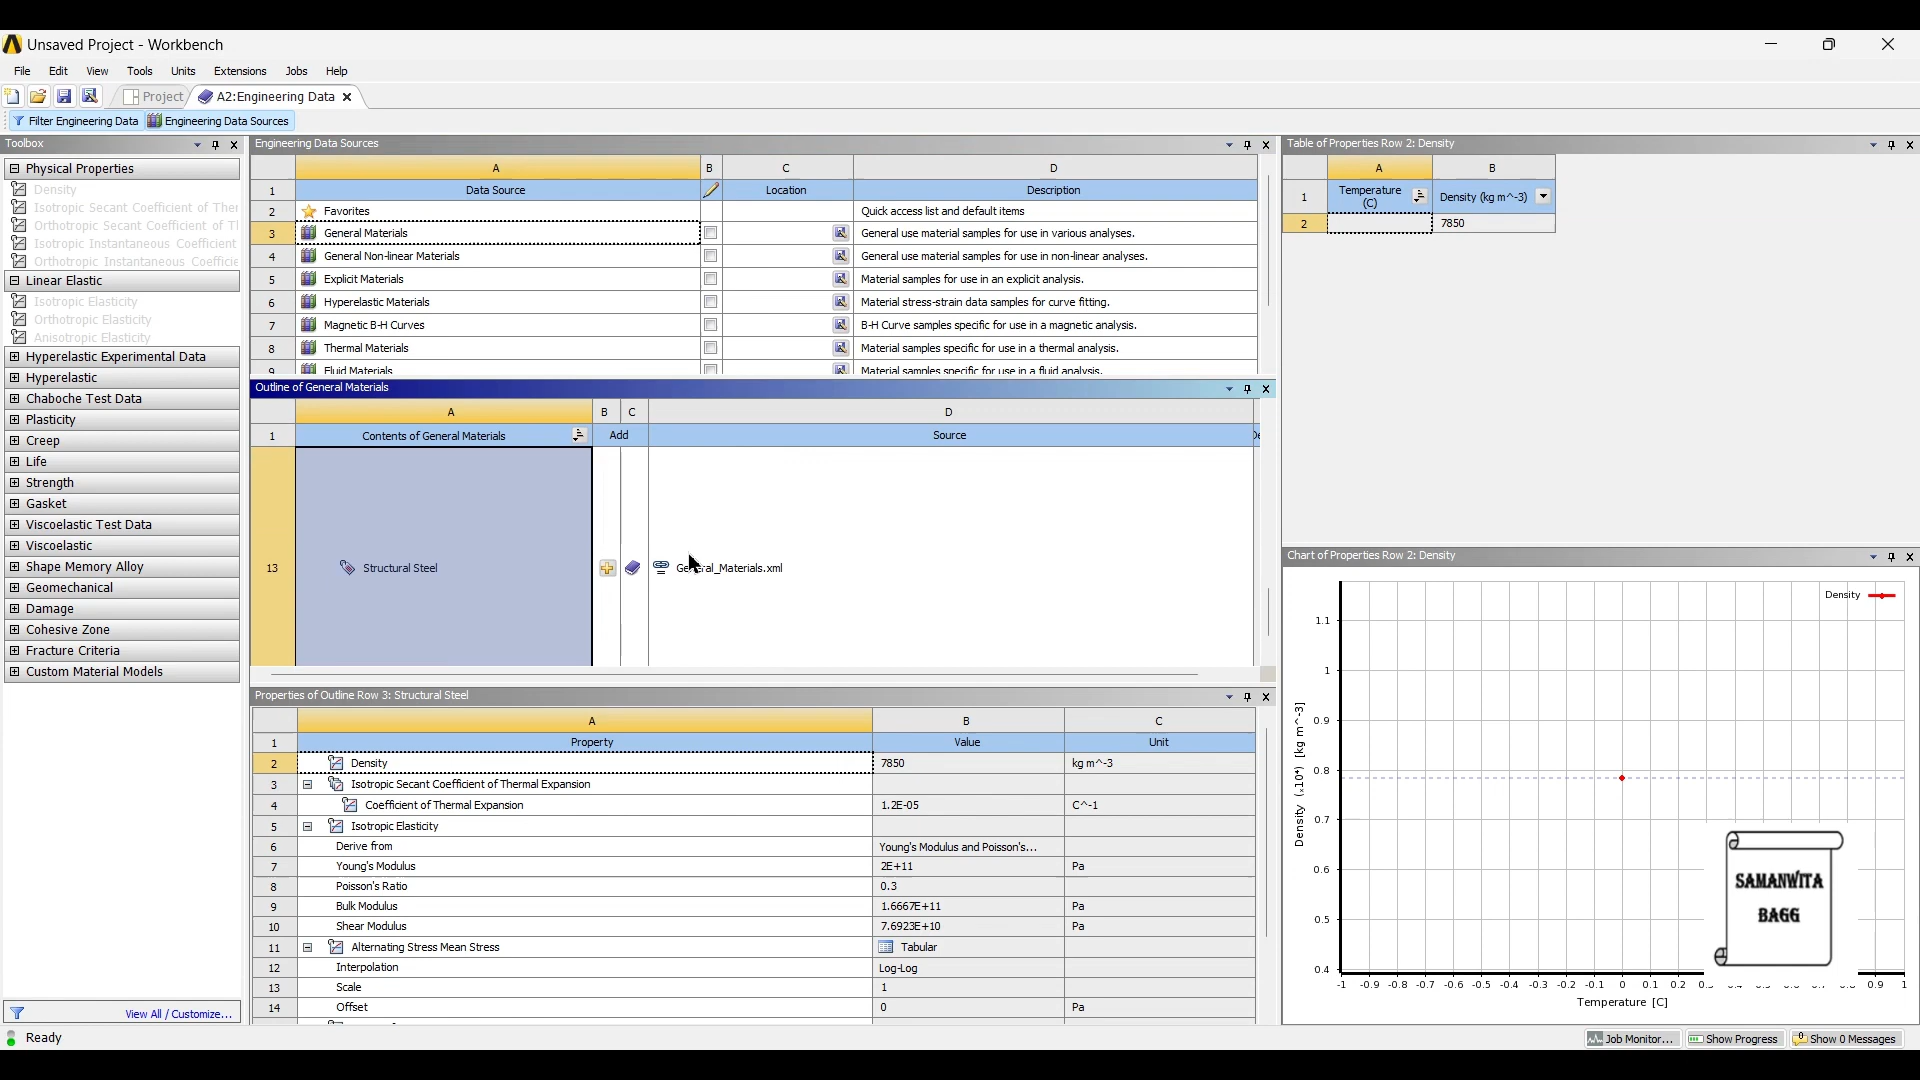 Unsaved Project - Workbench
File Edit View Tools Units Extensions Jobs Help
Project A2:Engineering Data
Filter Engineering Data Engineering Data Sources
Toolbox
Physical Properties
Density
Isotropic Secant Coefficient of Ther
Orthotropic Secant Coefficient of T
Isotropic Instantaneous Coefficient
Orthotropic Instantaneous Coefficie
Linear Elastic
Isotropic Elasticity
Orthotropic Elasticity
Anisotropic Elasticity
Hyperelastic Experimental Data
Hyperelastic
Chaboche Test Data
Plasticity
Creep
Life
Strength
Gasket
Viscoelastic Test Data
Viscoelastic
Shape Memory Alloy
Geomechanical
Damage
Cohesive Zone
Fracture Criteria
Custom Material Models
View All / Customize...
Engineering Data Sources
A B C D
1 Data Source Location Description
2 Favorites Quick access list and default items
3 General Materials General use material samples for use in various analyses.
4 General Non-linear Materials General use material samples for use in non-linear analyses.
5 Explicit Materials Material samples for use in an explicit analysis.
6 Hyperelastic Materials Material stress-strain data samples for curve fitting.
7 Magnetic B-H Curves B-H Curve samples specific for use in a magnetic analysis.
8 Thermal Materials Material samples specific for use in a thermal analysis.
9 Fluid Materials Material samples specific for use in a fluid analysis.
Outline of General Materials
A B C D
1 Contents of General Materials Add Source De
13 Structural Steel General_Materials.xml
Properties of Outline Row 3: Structural Steel
A B C
1 Property Value Unit
2 Density 7850 kg m^-3
3 Isotropic Secant Coefficient of Thermal Expansion
4 Coefficient of Thermal Expansion 1.2E-05 C^-1
5 Isotropic Elasticity
6 Derive from Young's Modulus and Poisson's...
7 Young's Modulus 2E+11 Pa
8 Poisson's Ratio 0.3
9 Bulk Modulus 1.6667E+11 Pa
10 Shear Modulus 7.6923E+10 Pa
11 Alternating Stress Mean Stress Tabular
12 Interpolation Log-Log
13 Scale 1
14 Offset 0 Pa
Table of Properties Row 2: Density
A B
1 Temperature (C) Density (kg m^-3)
2 7850
Chart of Properties Row 2: Density
Density
1.1
1
0.9
0.8
0.7
0.6
0.5
0.4
Density (.10⁴) [kg m^-3]
-1 -0.9 -0.8 -0.7 -0.6 -0.5 -0.4 -0.3 -0.2 -0.1 0 0.1 0.2 0.9 1
Temperature [C]
SAMANWITA
BAGG
Ready
Job Monitor... Show Progress Show 0 Messages